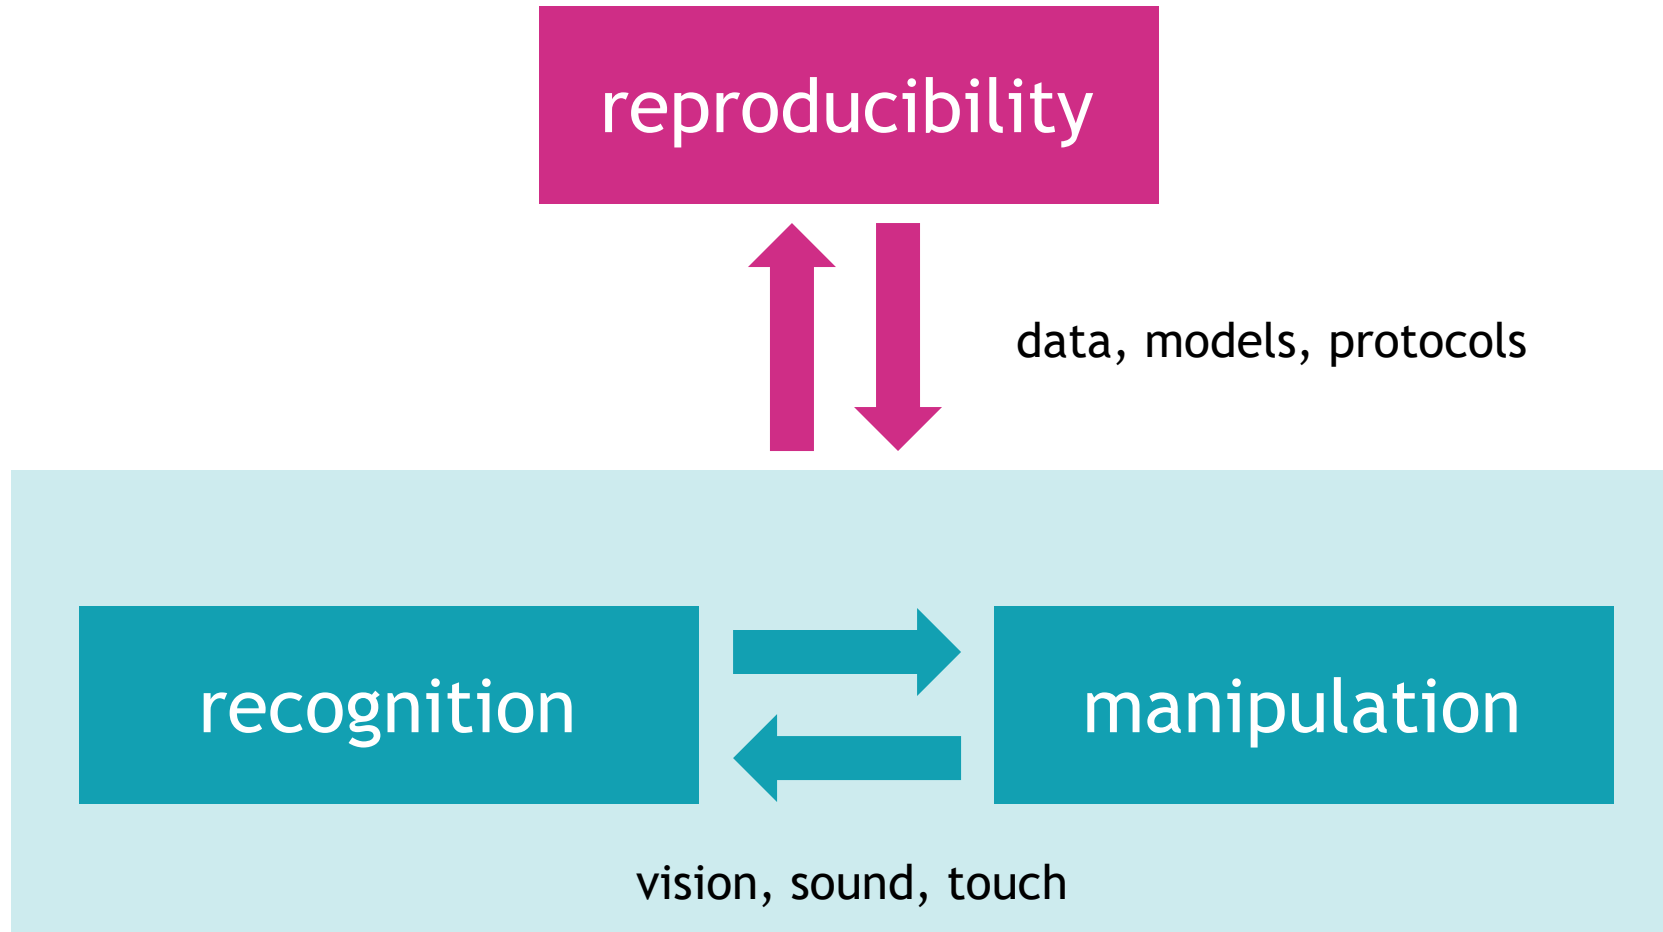 reproducibility
data, models, protocols
recognition
manipulation
vision, sound, touch